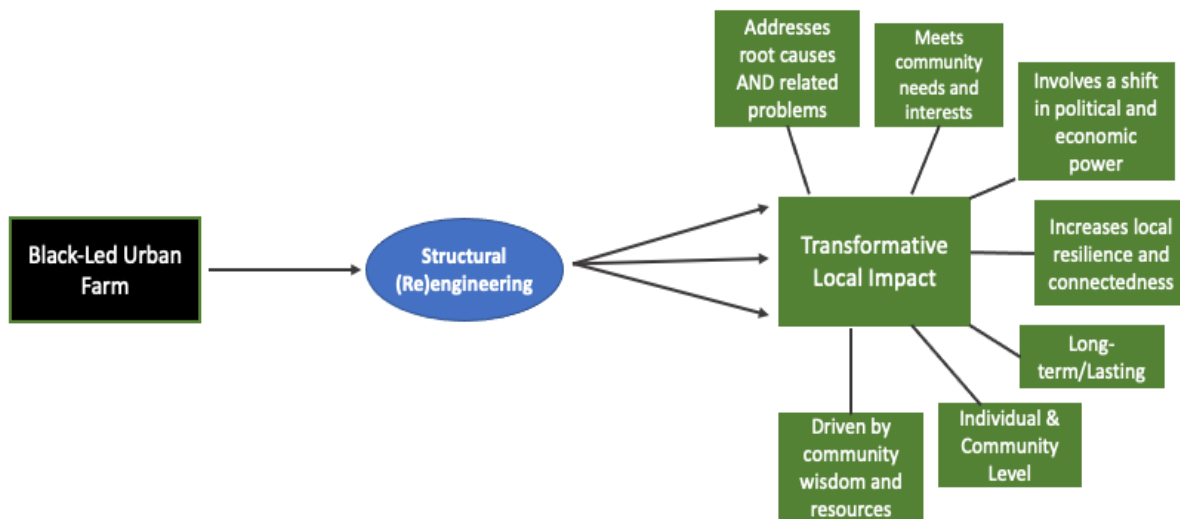 Black-Led Urban
Farm
Structural
(Re)engineering
Transformative
Local Impact
Addresses
root causes
AND related
problems
Meets
community
needs and
interests
Involves a shift
in political and
economic
power
Increases local
resilience and
connectedness
Long-
term/Lasting
Individual &
Community
Level
Driven by
community
wisdom and
resources